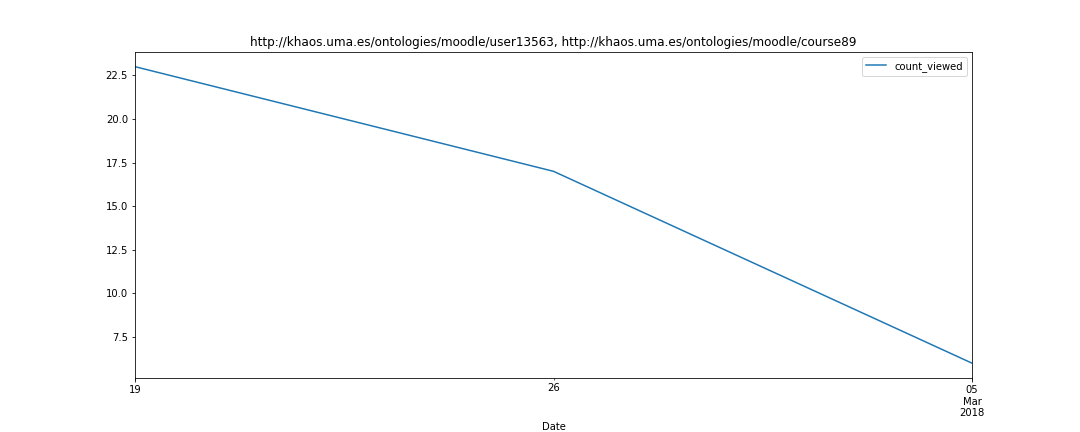 http://khaos.uma.es/ontologies/moodle/user13563, http://khaos.uma.es/ontologies/moodle/course89
count_viewed
22.5
20.0
17.5
15.0
12.5
10.0
7.5
19
26
05
Mar
2018
Date